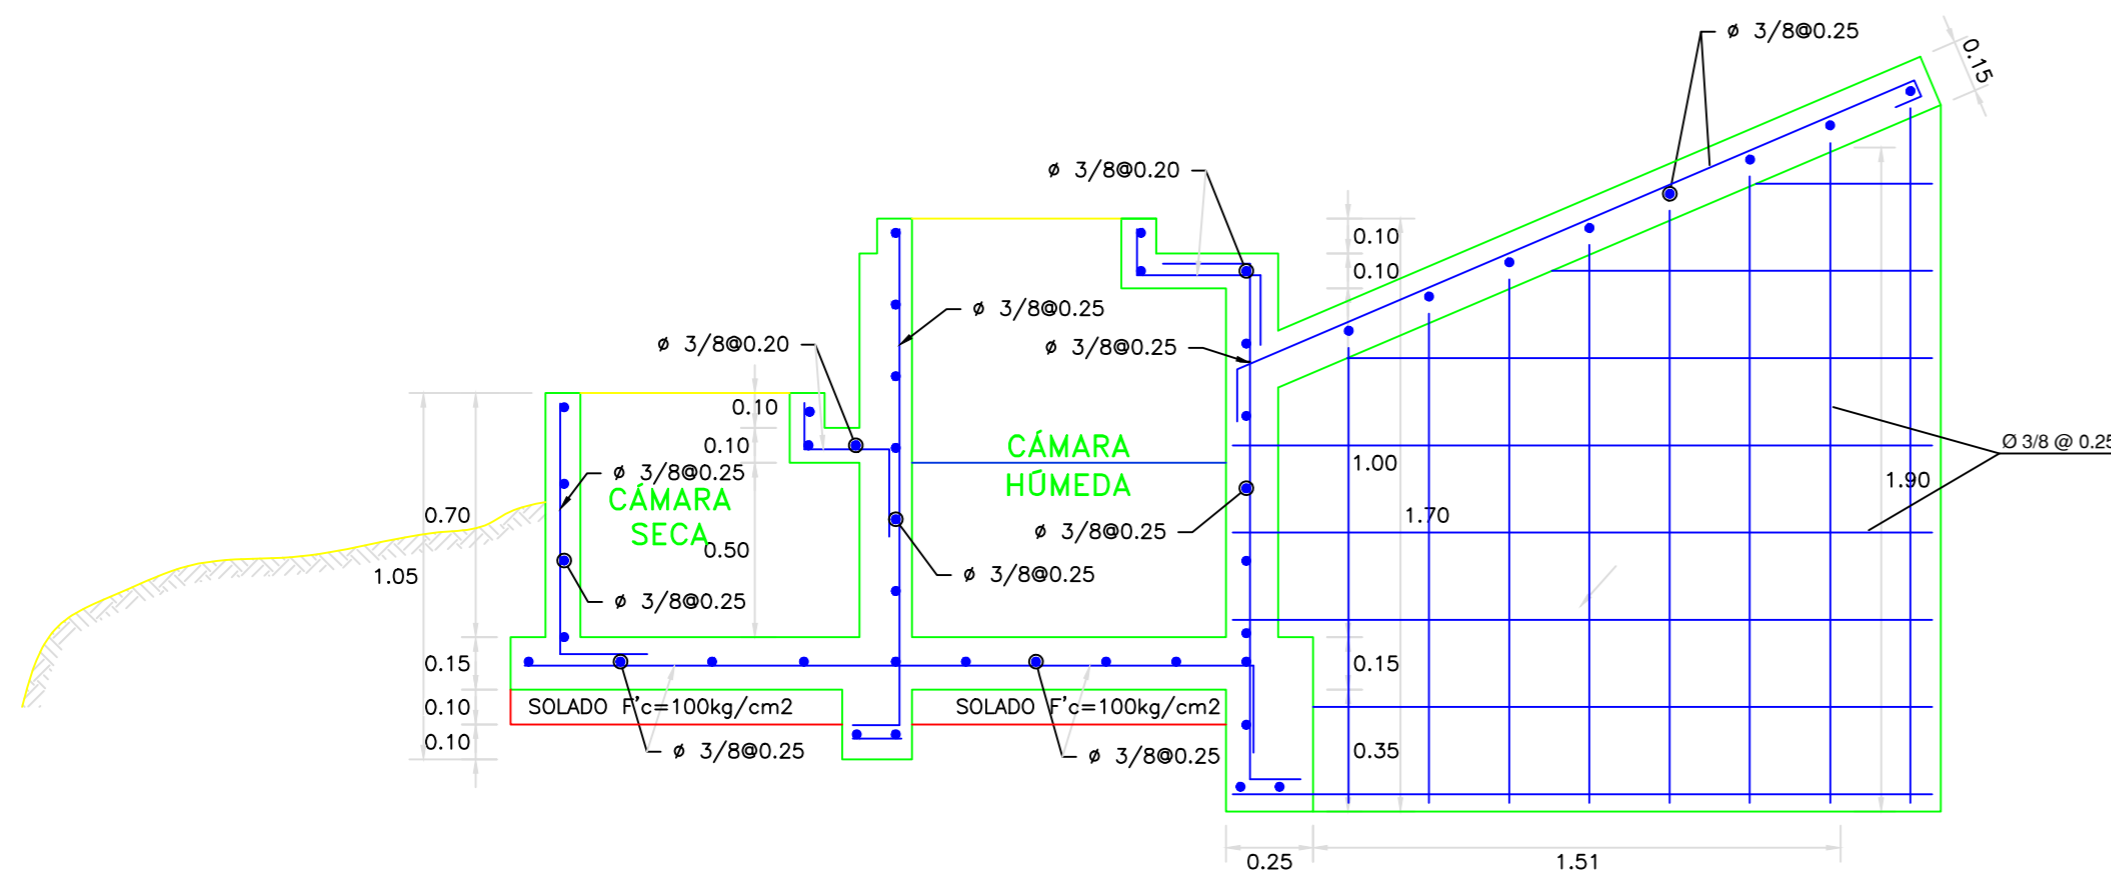 ø 3/8@0.25
0.15
ø 3/8@0.20
0.10
0.10
ø 3/8@0.25
ø 3/8@0.20
ø 3/8@0.25
0.10
0.10
CÁMARA
HÚMEDA
Ø 3/8 @ 0.25
1.00
ø 3/8@0.25
1.90
CÁMARA
SECA
0.70
1.70
ø 3/8@0.25
0.50
1.05
ø 3/8@0.25
ø 3/8@0.25
0.15
0.15
0.10
SOLADO F'c=100kg/cm2
SOLADO F'c=100kg/cm2
0.10
ø 3/8@0.25
ø 3/8@0.25
0.35
0.25
1.51